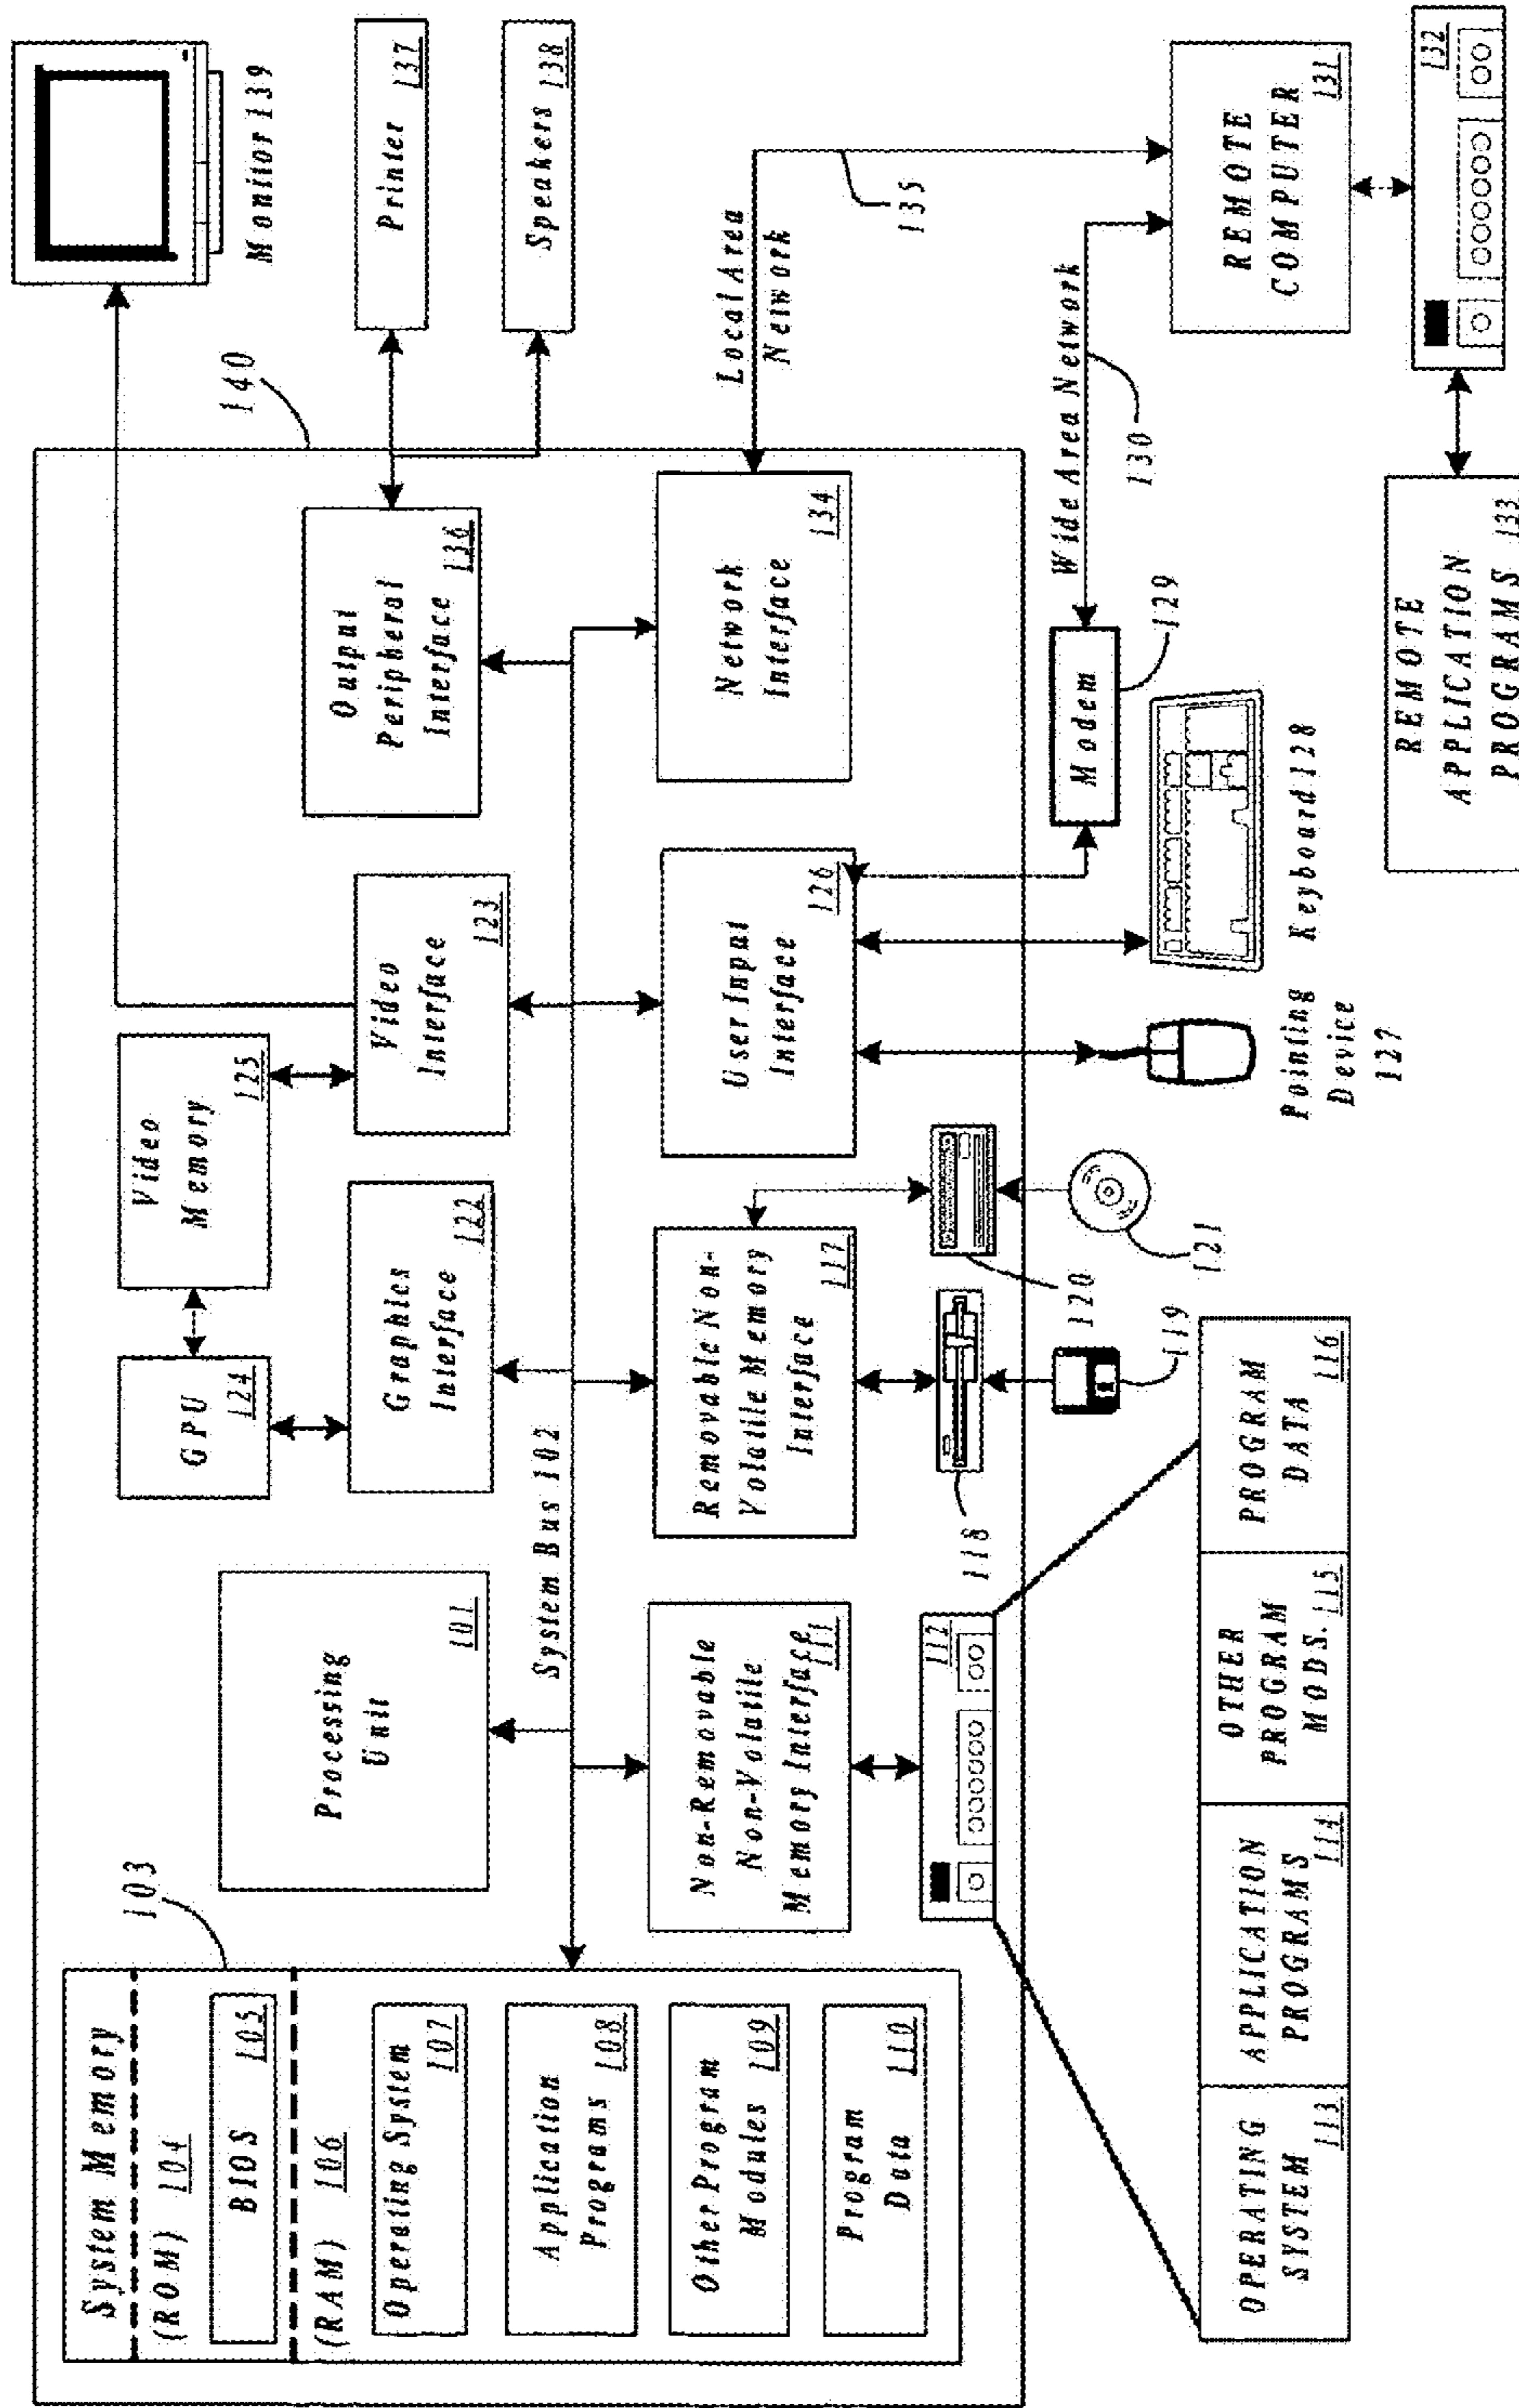 System Memory
(ROM) 104
BIOS 105
(RAM) 106
Operating System
107
Application
Programs 108
Other Program
Modules 109
Program
Data 110
103
Processing
Unit
101
System Bus 102
GPU
124
Video
Memory 125
Graphics
Interface
122
Video
Interface
123
Output
Peripheral
Interface 136
140
Monitor 139
Printer
137
Speakers
138
Non-Removable
Non-Volatile
Memory Interface
111
Removable Non-
Volatile Memory
Interface 117
User Input
Interface
126
Network
Interface
134
Local Area
Network
135
112
118
120
119
121
Pointing
Device
127
Keyboard 128
Modem
129
Wide Area Network
130
REMOTE
COMPUTER
131
132
REMOTE
APPLICATION
PROGRAMS 133
OPERATING
SYSTEM
113
APPLICATION
PROGRAMS
114
OTHER
PROGRAM
MODS. 115
PROGRAM
DATA
116